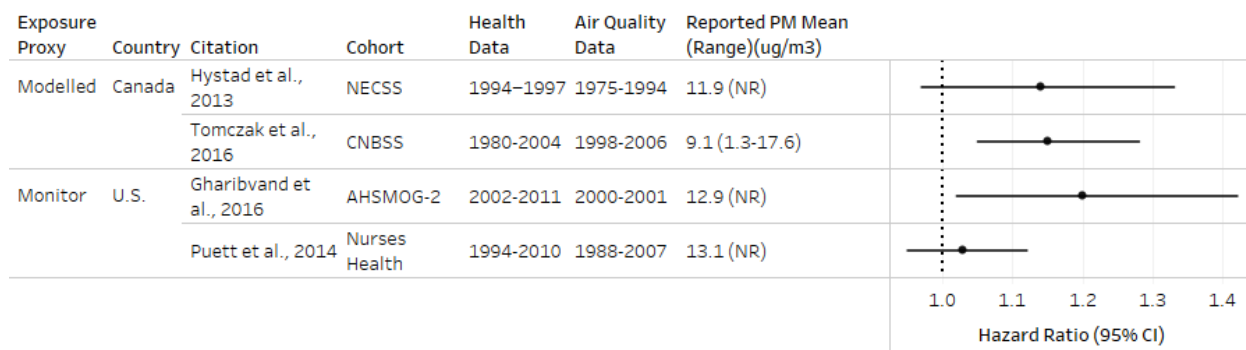 Exposure Proxy Country Citation Cohort Health Data Air Quality Data Reported PM Mean (Range)(ug/m3)
Modelled Canada Hystad et al., 2013 NECSS 1994–1997 1975-1994 11.9 (NR)
Tomczak et al., 2016 CNBSS 1980-2004 1998-2006 9.1 (1.3-17.6)
Monitor U.S. Gharibvand et al., 2016 AHSMOG-2 2002-2011 2000-2001 12.9 (NR)
Puett et al., 2014 Nurses Health 1994-2010 1988-2007 13.1 (NR)
1.0 1.1 1.2 1.3 1.4
Hazard Ratio (95% CI)